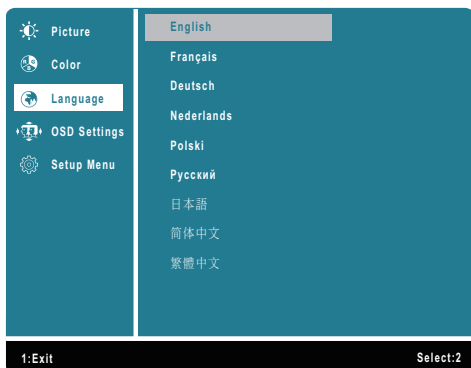 Picture
Color
Language
OSD Settings
Setup Menu
English
Français
Deutsch
Nederlands
Polski
Русский
日本語
简体中文
繁體中文
1:Exit
Select:2